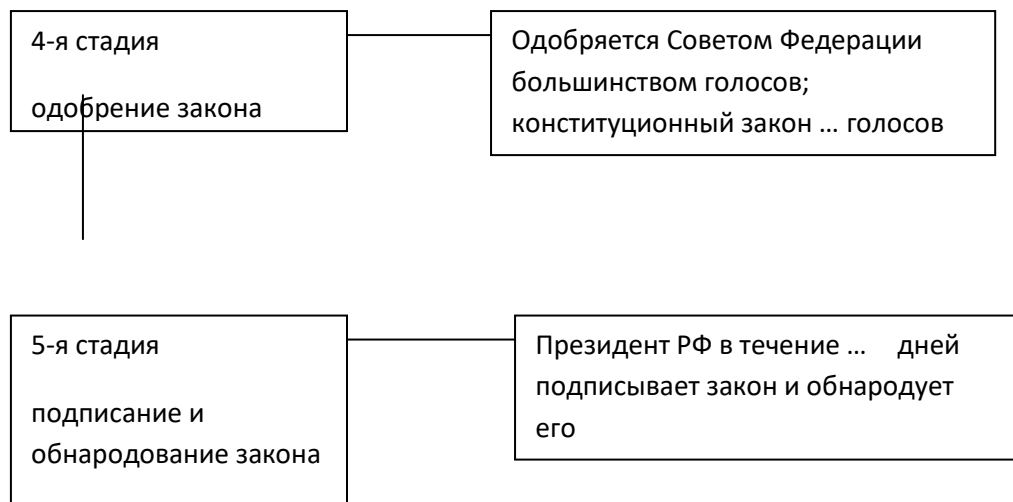 4-я стадия
одобрение закона
Одобряется Советом Федерации
большинством голосов;
конституционный закон ... голосов
5-я стадия
подписание и
обнародование закона
Президент РФ в течение ... дней
подписывает закон и обнародует
его